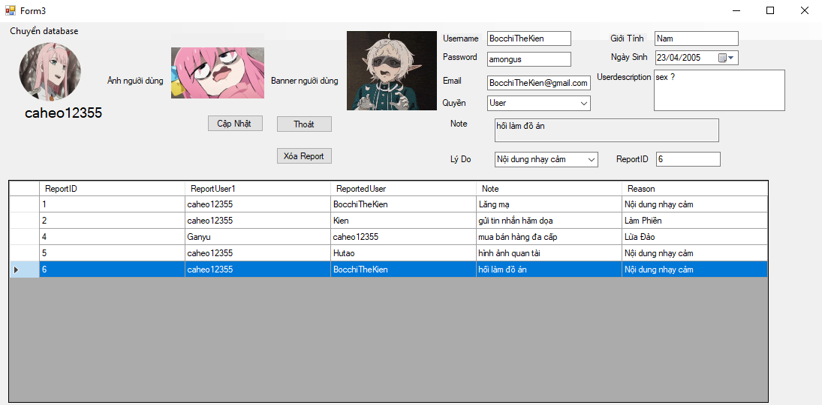 Form3
Chuyển database
Ảnh người dùng
Banner người dùng
caheo12355
Cập Nhật
Thoát
Xóa Report
Username
BocchiTheKien
Giới Tính
Nam
Password
amongus
Ngày Sinh
23/04/2005
Email
BocchiTheKien@gmail.com
Userdescription
sex ?
Quyền
User
Note
hối làm đồ án
Lý Do
Nội dung nhạy cảm
ReportID
6
ReportID ReportUser1 ReportedUser Note Reason
1 caheo12355 BocchiTheKien Lăng mạ Nội dung nhạy cảm
2 caheo12355 Kien gửi tin nhắn hăm dọa Làm Phiền
4 Ganyu caheo12355 mua bán hàng đa cấp Lừa Đảo
5 caheo12355 Hutao hình ảnh quan tài Nội dung nhạy cảm
6 caheo12355 BocchiTheKien hối làm đồ án Nội dung nhạy cảm